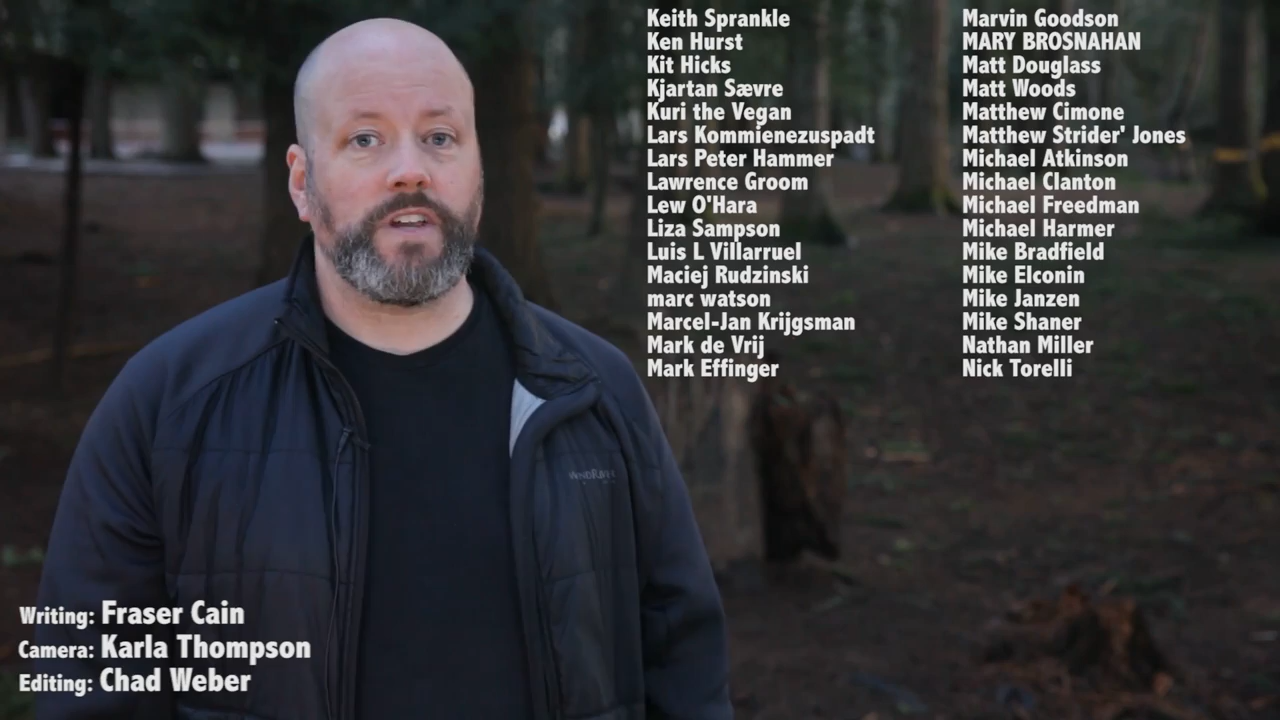 Keith Sprankle
Ken Hurst
Kit Hicks
Kjartan Sævre
Kuri the Vegan
Lars Kommienezuspadt
Lars Peter Hammer
Lawrence Groom
Lew O'Hara
Liza Sampson
Luis L Villarruel
Maciej Rudzinski
marc watson
Marcel-Jan Krijgsman
Mark de Vrij
Mark Effinger
Marvin Goodson
MARY BROSNAHAN
Matt Douglass
Matt Woods
Matthew Cimone
Matthew Strider' Jones
Michael Atkinson
Michael Clanton
Michael Freedman
Michael Harmer
Mike Bradfield
Mike Elconin
Mike Janzen
Mike Shaner
Nathan Miller
Nick Torelli
WINDRIVER
Writing: Fraser Cain
Camera: Karla Thompson
Editing: Chad Weber